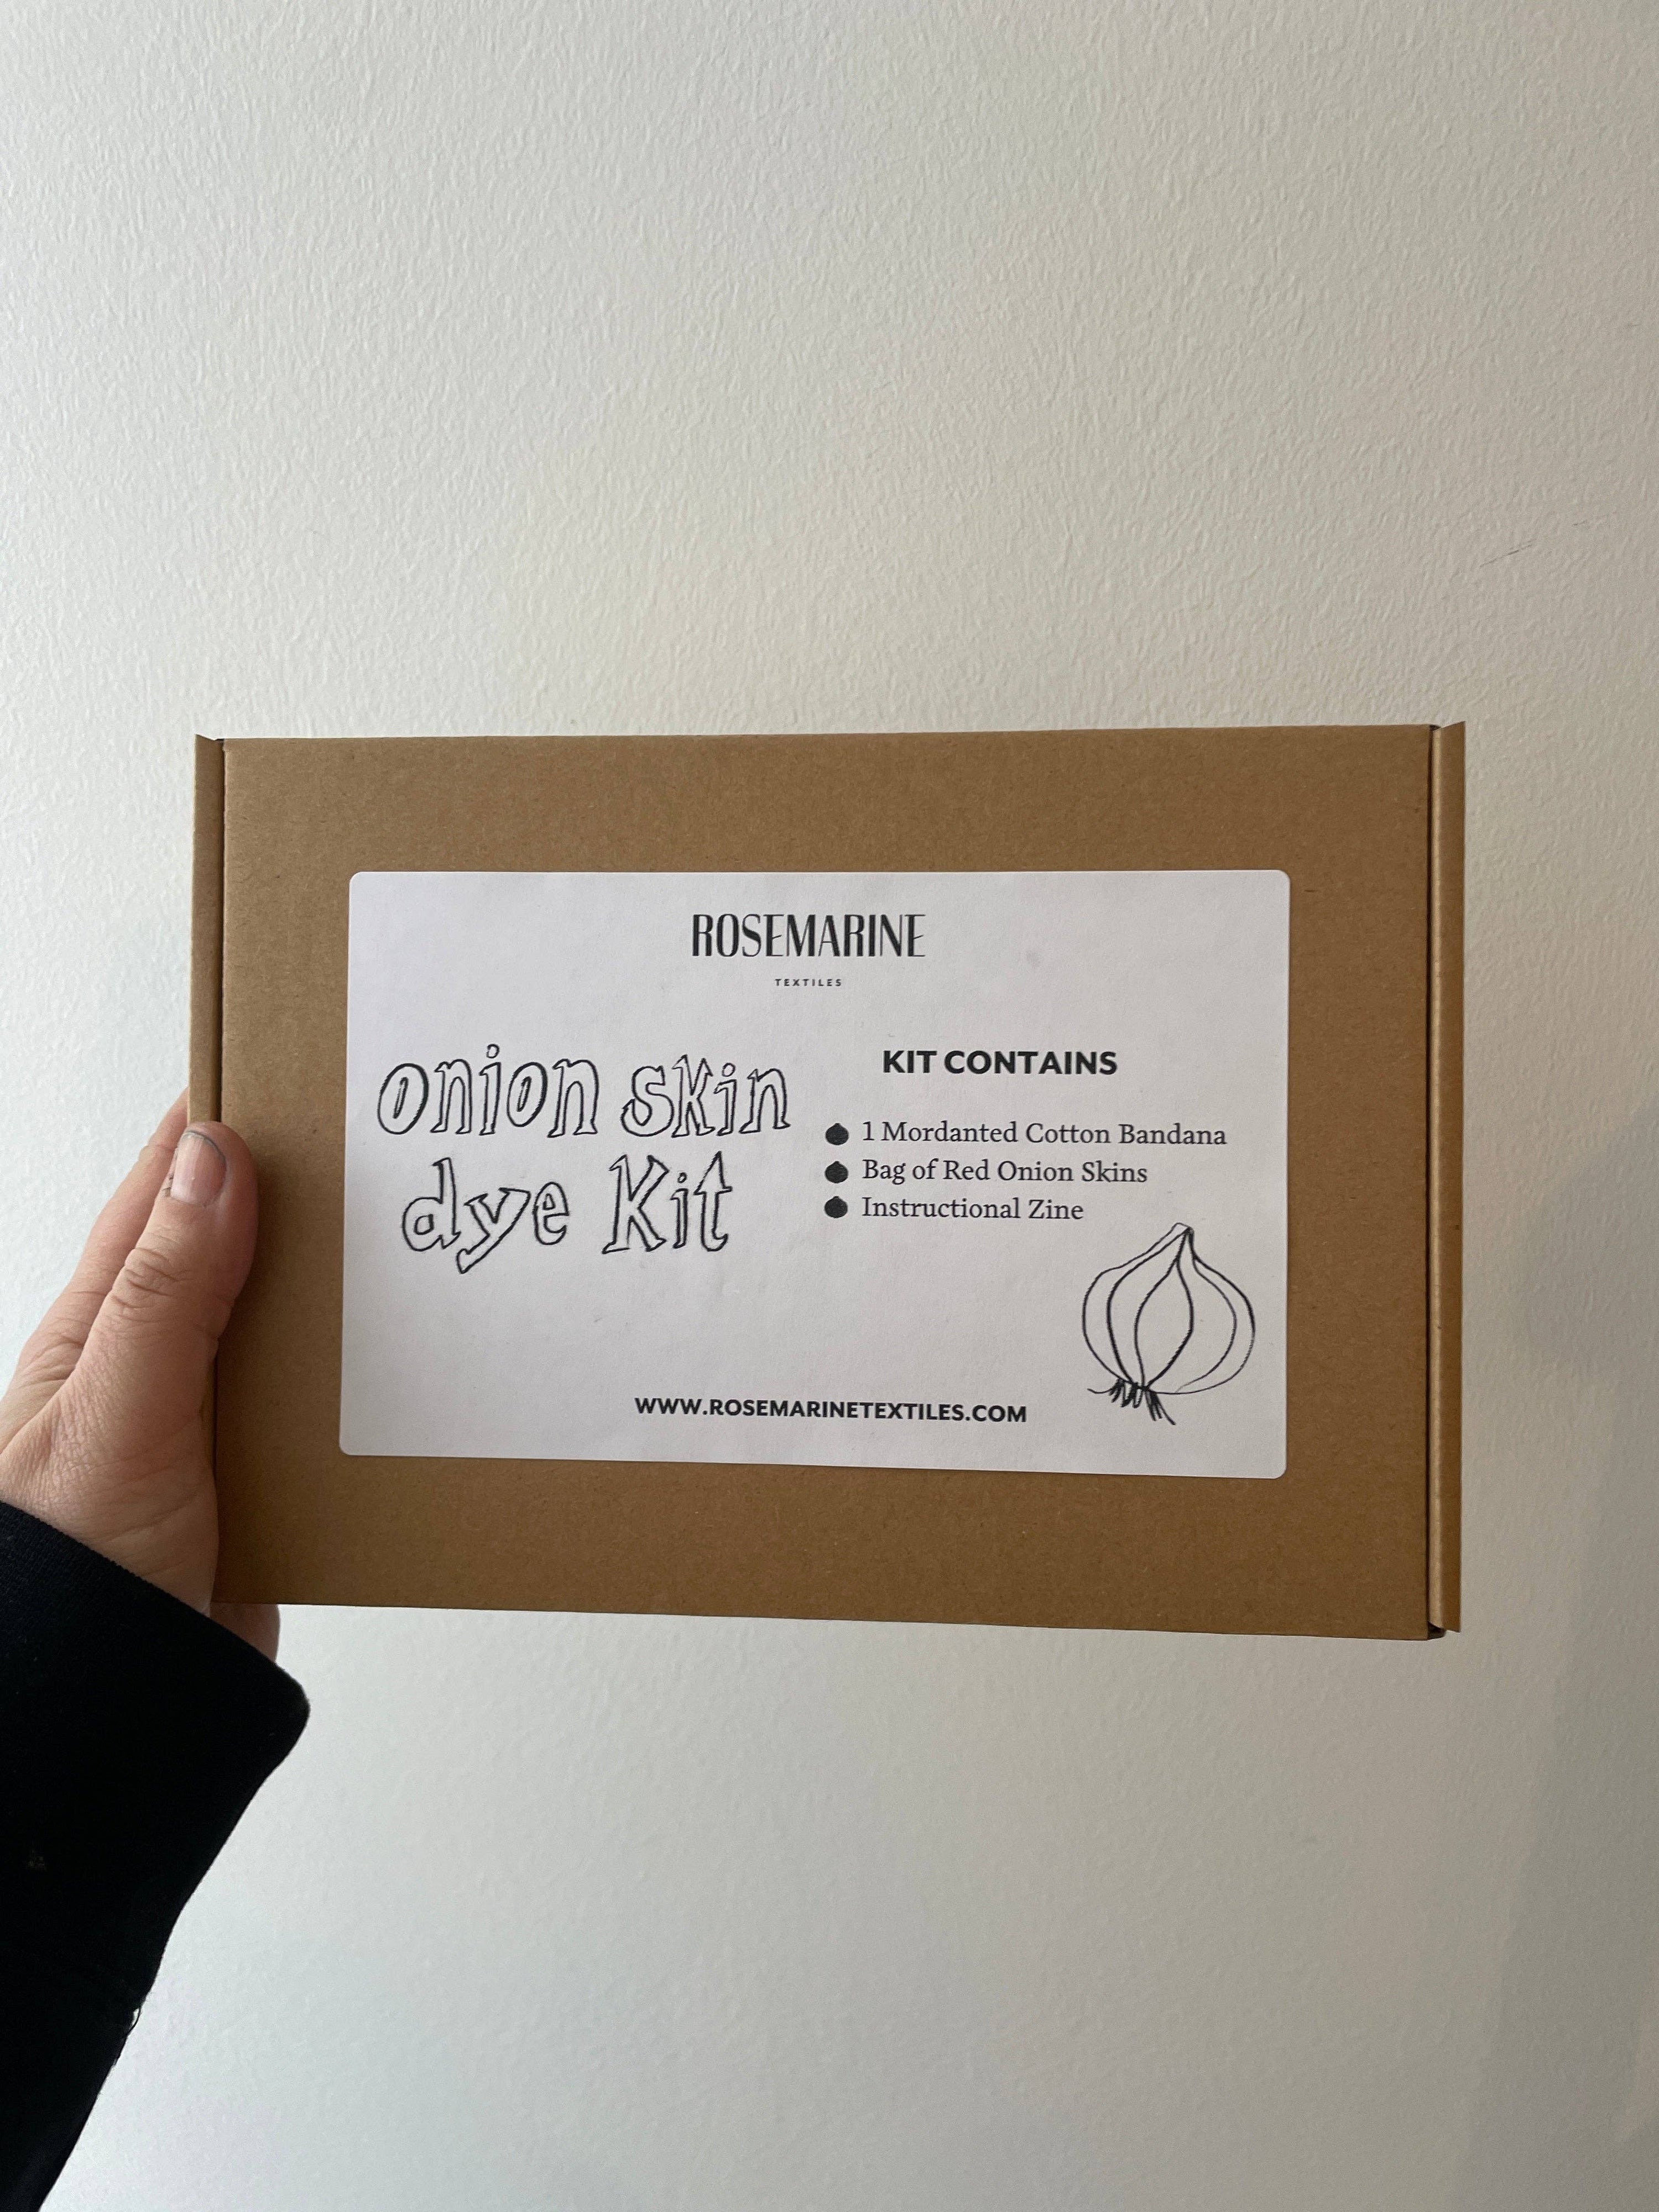 ROSEMARINE
TEXTILES
onion skin
dye Kit
KIT CONTAINS
1 Mordanted Cotton Bandana
Bag of Red Onion Skins
Instructional Zine
WWW.ROSEMARINETEXTILES.COM